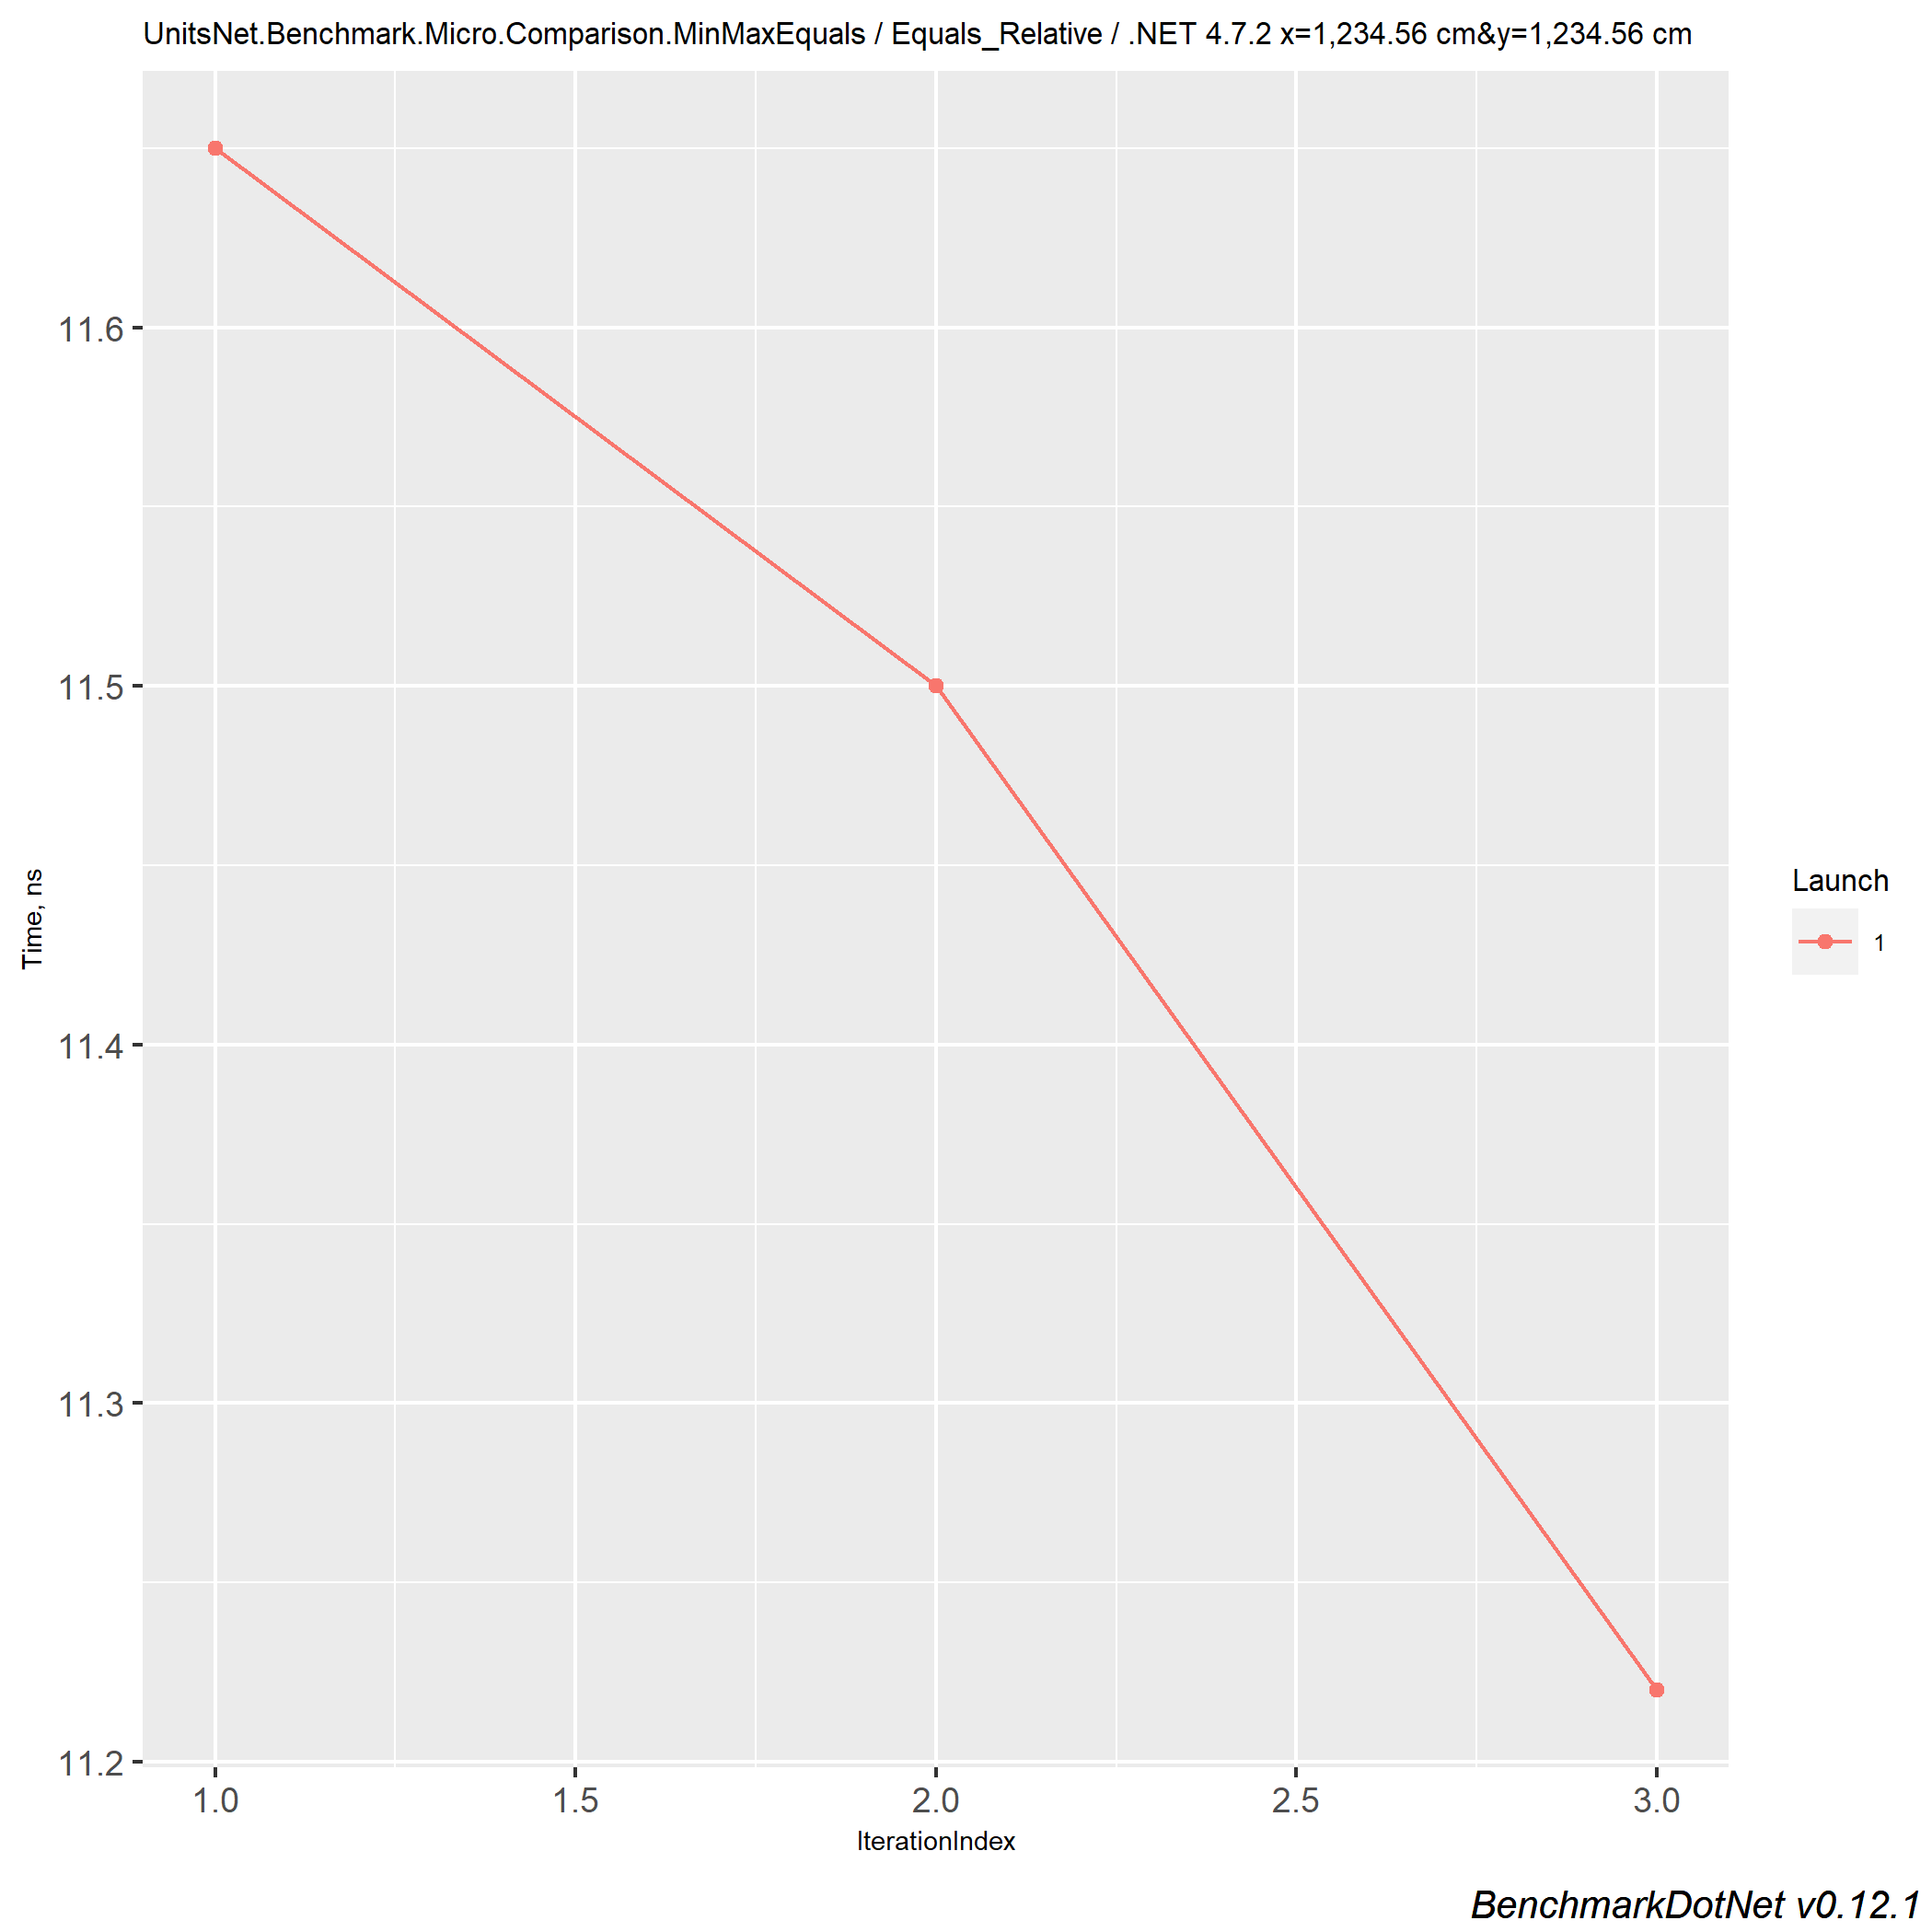 UnitsNet.Benchmark.Micro.Comparison.MinMaxEquals / Equals_Relative / .NET 4.7.2 x=1,234.56 cm&y=1,234.56 cm
11.6
11.5
11.4
11.3
11.2
Time, ns
1.0 1.5 2.0 2.5 3.0
IterationIndex
Launch
1
BenchmarkDotNet v0.12.1